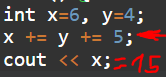 int x=6, y=4;
x += y += 5;
cout << x; =15